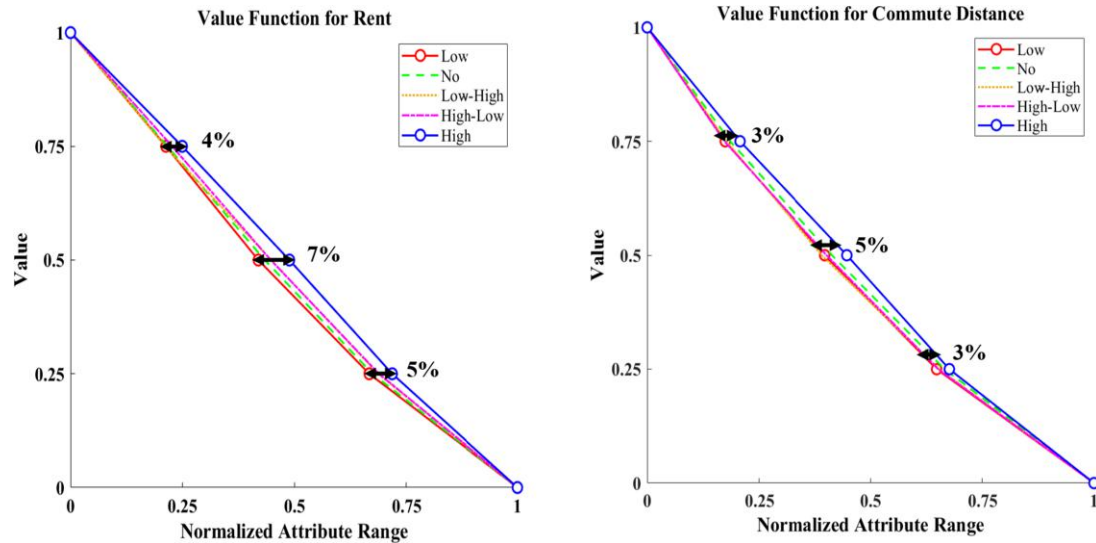 Value Function for Rent
1
0.75
0.5
0.25
0
Value
Low
No
Low-High
High-Low
High
4%
7%
5%
0
0.25
0.5
0.75
1
Normalized Attribute Range
Value Function for Commute Distance
1
0.75
0.5
0.25
0
Value
Low
No
Low-High
High-Low
High
3%
5%
3%
0
0.25
0.5
0.75
1
Normalized Attribute Range